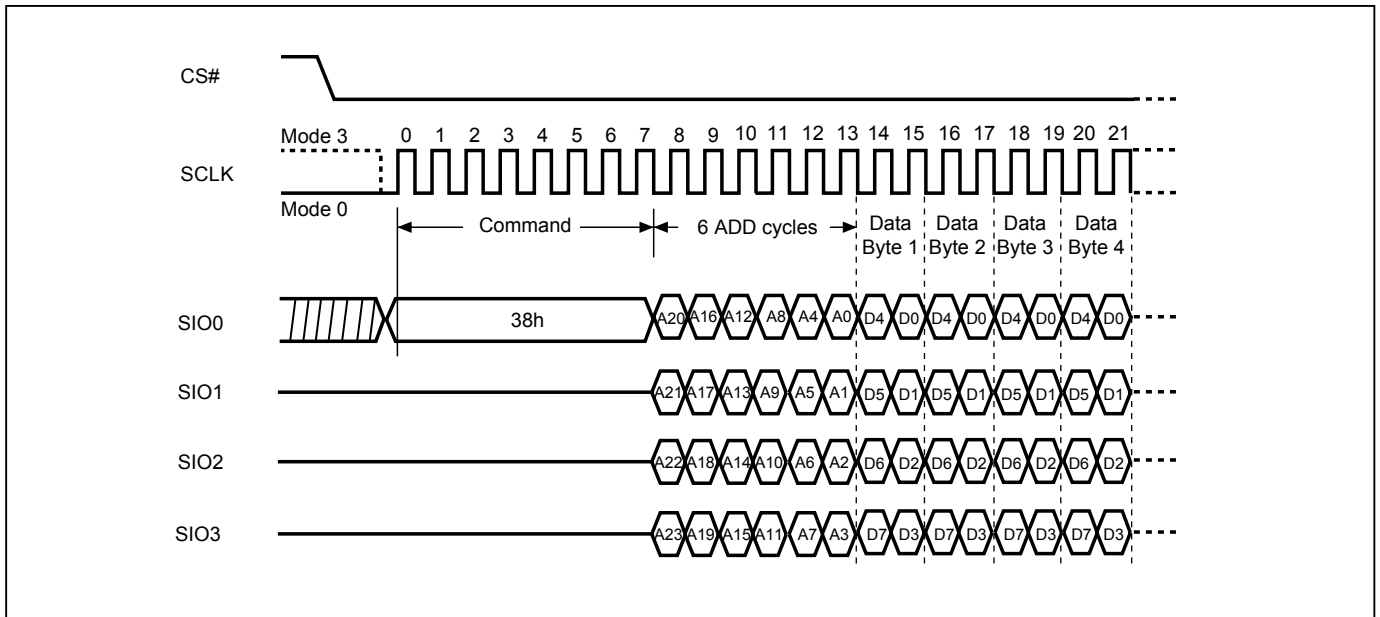 CS#
Mode 3
0 1 2 3 4 5 6 7 8 9 10 11 12 13 14 15 16 17 18 19 20 21
SCLK
Mode 0
Command
6 ADD cycles
Data Byte 1
Data Byte 2
Data Byte 3
Data Byte 4
SIO0
38h
A20 A16 A12 A8 A4 A0 D4 D0 D4 D0 D4 D0 D4 D0
SIO1
A21 A17 A13 A9 A5 A1 D5 D1 D5 D1 D5 D1 D5 D1
SIO2
A22 A18 A14 A10 A6 A2 D6 D2 D6 D2 D6 D2 D6 D2
SIO3
A23 A19 A15 A11 A7 A3 D7 D3 D7 D3 D7 D3 D7 D3